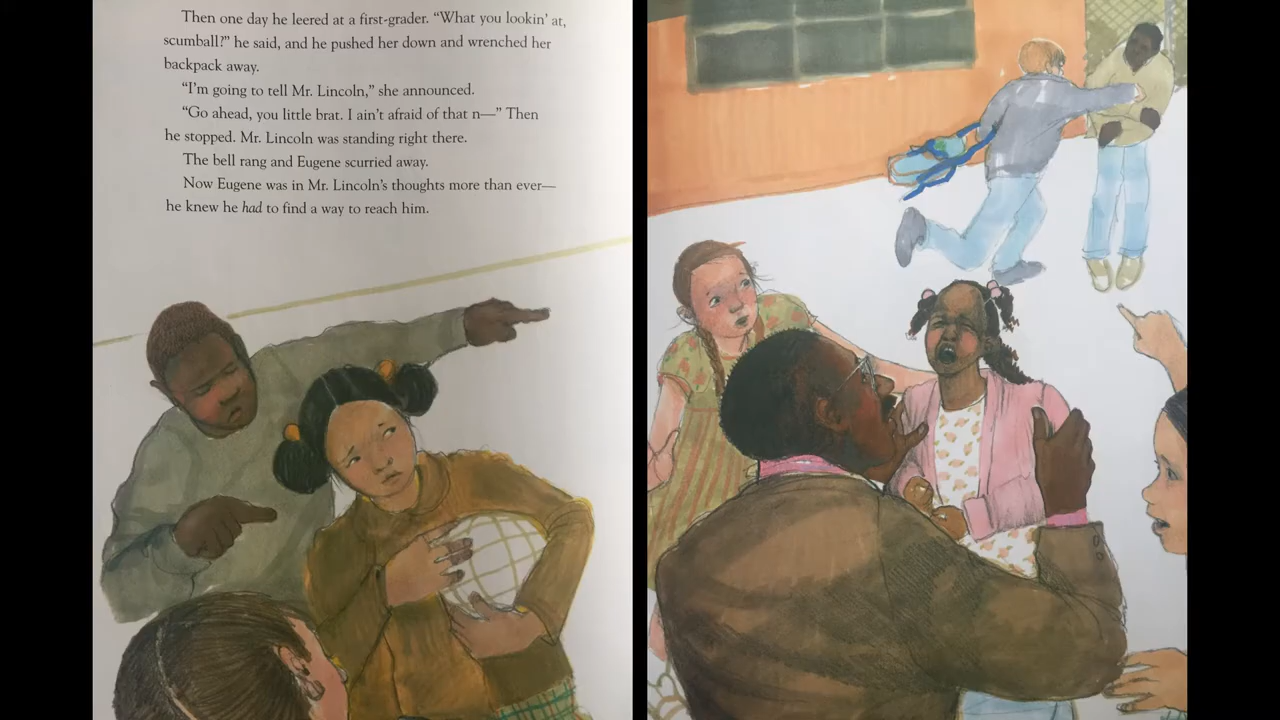 Then one day he leered at a first-grader. “What you lookin’ at,
scumball?” he said, and he pushed her down and wrenched her
backpack away.
“I’m going to tell Mr. Lincoln,” she announced.
“Go ahead, you little brat. I ain’t afraid of that n—” Then
he stopped. Mr. Lincoln was standing right there.
The bell rang and Eugene scurried away.
Now Eugene was in Mr. Lincoln’s thoughts more than ever—
he knew he had to find a way to reach him.